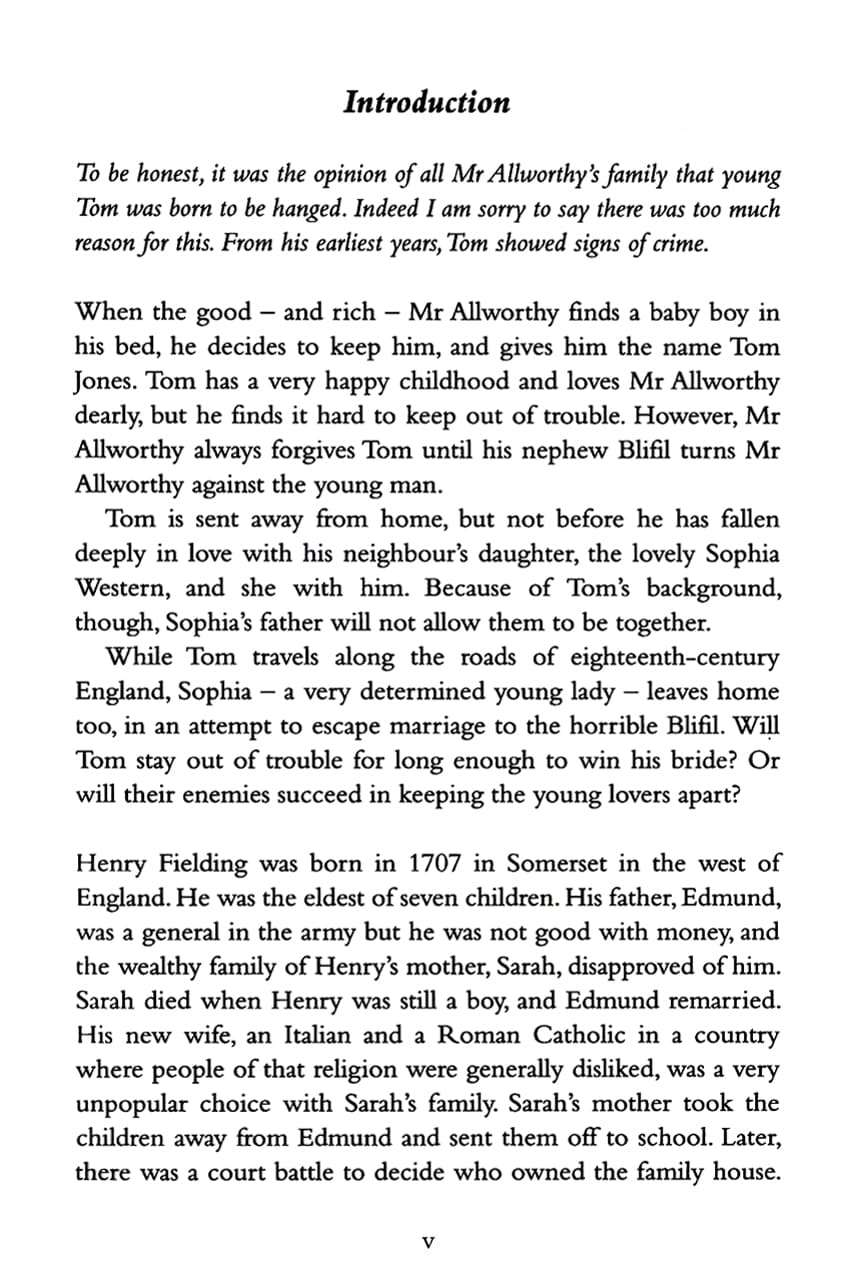 Introduction
To be honest, it was the opinion of all Mr Allworthy's family that young
Tom was born to be hanged. Indeed I am sorry to say there was too much
reason for this. From his earliest years, Tom showed signs of crime.
When the good – and rich – Mr Allworthy finds a baby boy in
his bed, he decides to keep him, and gives him the name Tom
Jones. Tom has a very happy childhood and loves Mr Allworthy
dearly, but he finds it hard to keep out of trouble. However, Mr
Allworthy always forgives Tom until his nephew Blifil turns Mr
Allworthy against the young man.
Tom is sent away from home, but not before he has fallen
deeply in love with his neighbour's daughter, the lovely Sophia
Western, and she with him. Because of Tom's background,
though, Sophia's father will not allow them to be together.
While Tom travels along the roads of eighteenth-century
England, Sophia – a very determined young lady – leaves home
too, in an attempt to escape marriage to the horrible Blifil. Will
Tom stay out of trouble for long enough to win his bride? Or
will their enemies succeed in keeping the young lovers apart?
Henry Fielding was born in 1707 in Somerset in the west of
England. He was the eldest of seven children. His father, Edmund,
was a general in the army but he was not good with money, and
the wealthy family of Henry's mother, Sarah, disapproved of him.
Sarah died when Henry was still a boy, and Edmund remarried.
His new wife, an Italian and a Roman Catholic in a country
where people of that religion were generally disliked, was a very
unpopular choice with Sarah's family. Sarah's mother took the
children away from Edmund and sent them off to school. Later,
there was a court battle to decide who owned the family house.
v